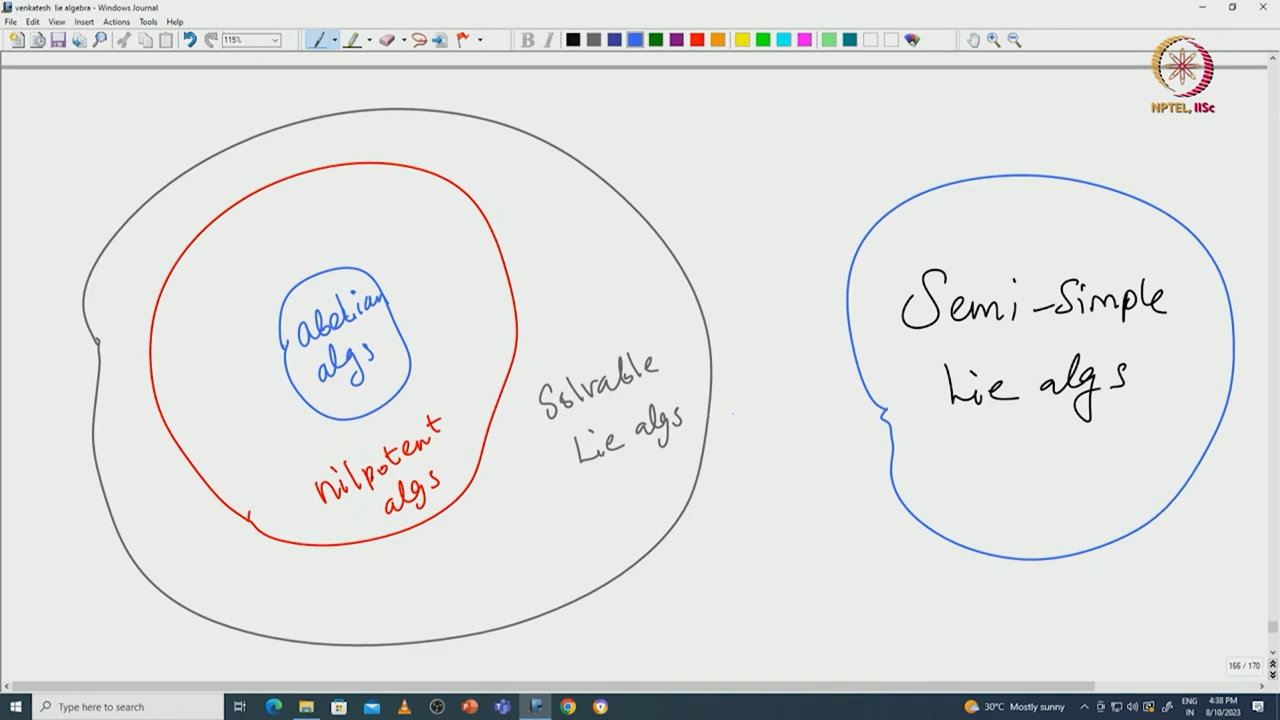 venkatesh lie algebra - Windows Journal
File Edit View Insert Actions Tools Help
115%
B I
NPTEL, IISc
abelian
algs
nilpotent
algs
Solvable
Lie algs
Semi-simple
Lie algs
166 / 170
Type here to search
30°C Mostly sunny
ENG
IN
4:38 PM
8/10/2023